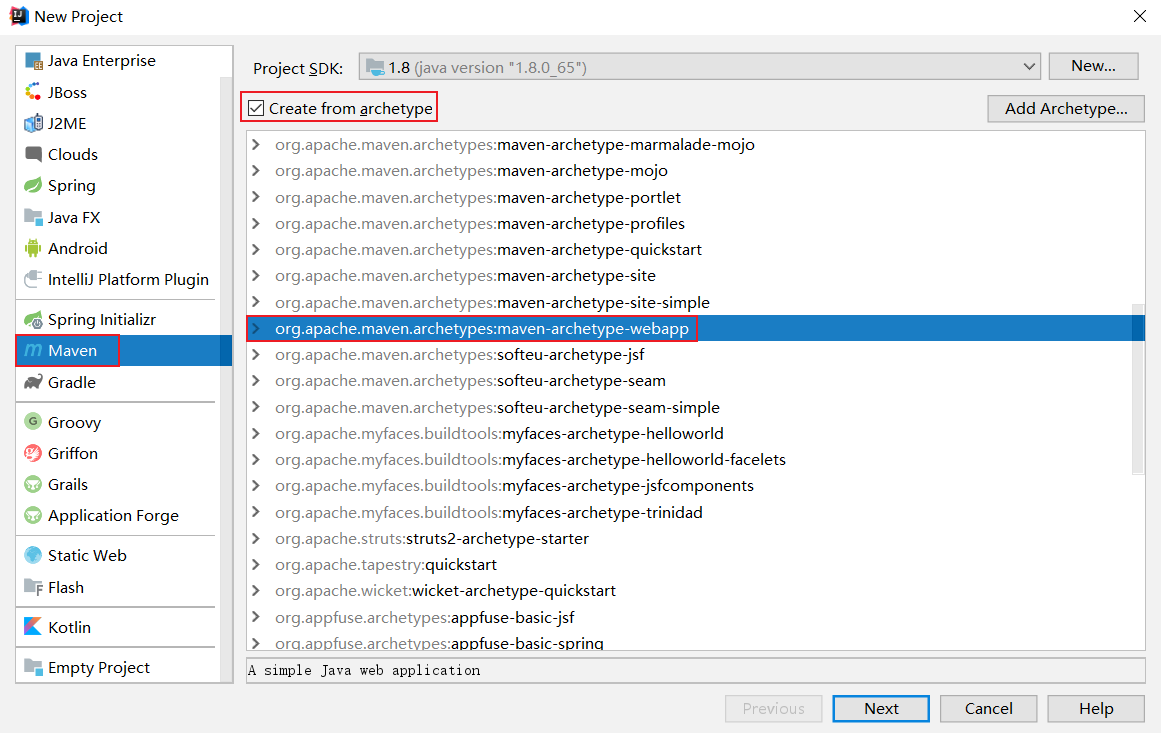 New Project
Java Enterprise
JBoss
J2ME
Clouds
Spring
Java FX
Android
IntelliJ Platform Plugin
Spring Initializr
Maven
Gradle
Groovy
Griffon
Grails
Application Forge
Static Web
Flash
Kotlin
Empty Project
Project SDK: 1.8 (java version "1.8.0_65") New...
Create from archetype Add Archetype...
org.apache.maven.archetypes:maven-archetype-marmalade-mojo
org.apache.maven.archetypes:maven-archetype-mojo
org.apache.maven.archetypes:maven-archetype-portlet
org.apache.maven.archetypes:maven-archetype-profiles
org.apache.maven.archetypes:maven-archetype-quickstart
org.apache.maven.archetypes:maven-archetype-site
org.apache.maven.archetypes:maven-archetype-site-simple
org.apache.maven.archetypes:maven-archetype-webapp
org.apache.maven.archetypes:softeu-archetype-jsf
org.apache.maven.archetypes:softeu-archetype-seam
org.apache.maven.archetypes:softeu-archetype-seam-simple
org.apache.myfaces.buildtools:myfaces-archetype-helloworld
org.apache.myfaces.buildtools:myfaces-archetype-helloworld-facelets
org.apache.myfaces.buildtools:myfaces-archetype-jsfcomponents
org.apache.myfaces.buildtools:myfaces-archetype-trinidad
org.apache.struts:struts2-archetype-starter
org.apache.tapestry:quickstart
org.apache.wicket:wicket-archetype-quickstart
org.appfuse.archetypes:appfuse-basic-jsf
org.appfuse.archetypes:appfuse-basic-spring
A simple Java web application
Previous Next Cancel Help